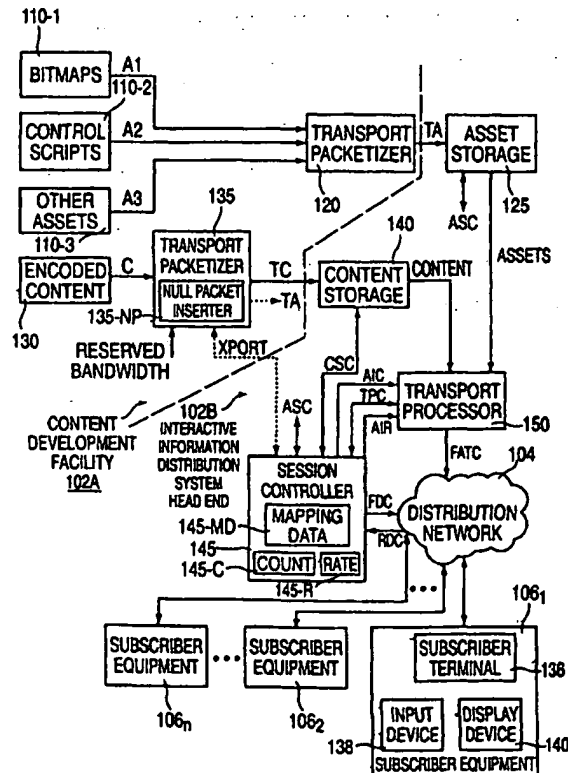 110-1
BITMAPS
A1
110-2
CONTROL
SCRIPTS
A2
TRANSPORT
PACKETIZER
120
TA
ASSET
STORAGE
125
OTHER
ASSETS
110-3
A3
135
TRANSPORT
PACKETIZER
NULL PACKET
INSERTER
135-NP
ENCODED
CONTENT
130
C
TC
TA
140
CONTENT
STORAGE
CONTENT
ASC
ASSETS
RESERVED
BANDWIDTH
XPORT
CSC
AIC
TPC
AIR
TRANSPORT
PROCESSOR
150
CONTENT
DEVELOPMENT
FACILITY
102A
102B
INTERACTIVE
INFORMATION
DISTRIBUTION
SYSTEM
HEAD END
ASC
SESSION
CONTROLLER
MAPPING
DATA
145-MD
145
145-C
COUNT
RATE
145-R
FATC
104
FDC
RDC
DISTRIBUTION
NETWORK
SUBSCRIBER
EQUIPMENT
106n
SUBSCRIBER
EQUIPMENT
1062
1061
SUBSCRIBER
TERMINAL
136
INPUT
DEVICE
138
DISPLAY
DEVICE
140
SUBSCRIBER EQUIPMENT